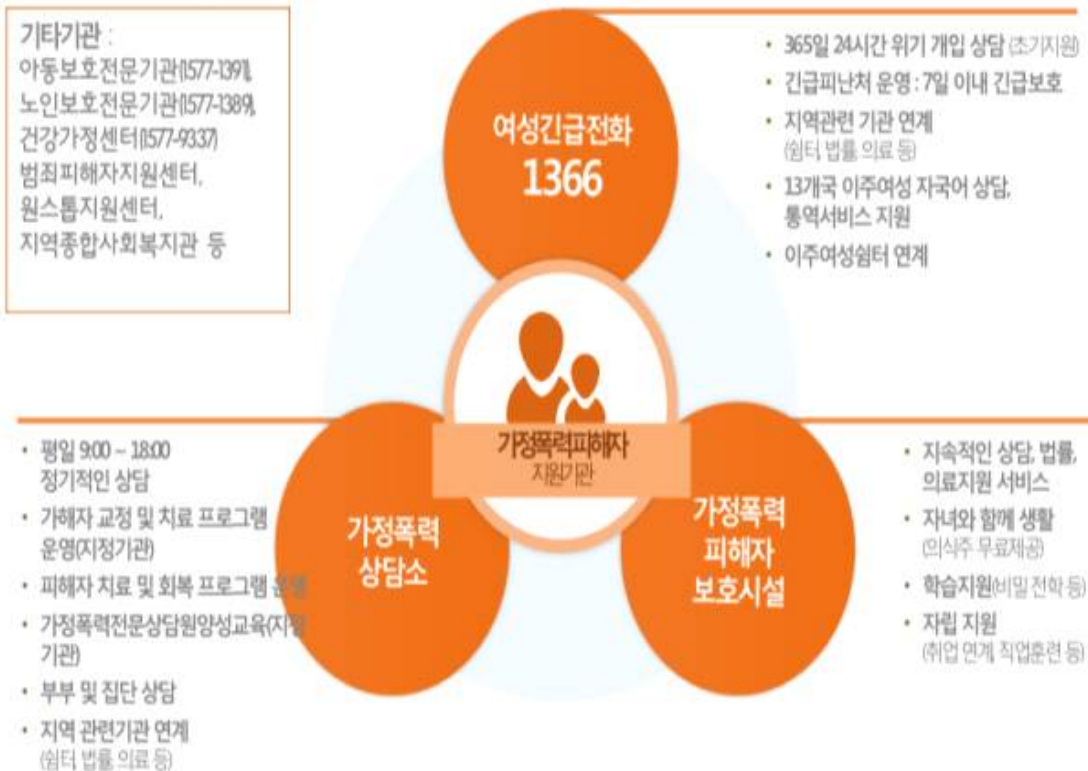 기타기관 :
아동보호전문기관(1577-1391),
노인보호전문기관(1577-1389),
건강가정센터(1577-9337)
범죄피해자지원센터,
원스톱지원센터,
지역종합사회복지관 등
여성긴급전화
1366
• 365일 24시간 위기 개입 상담 (초기지원)
• 긴급피난처 운영 : 7일 이내 긴급보호
• 지역관련 기관 연계
(쉼터, 법률, 의료 등)
• 13개국 이주여성 자국어 상담,
통역서비스 지원
• 이주여성쉼터 연계
가정폭력피해자
지원기관
• 평일 9:00 ~ 18:00
정기적인 상담
• 가해자 교정 및 치료 프로그램
운영(지정기관)
• 피해자 치료 및 회복 프로그램 운영
• 가정폭력전문상담원양성교육(지정
기관)
• 부부 및 집단 상담
• 지역 관련기관 연계
(쉼터, 법률, 의료 등)
가정폭력
상담소
가정폭력
피해자
보호시설
• 지속적인 상담, 법률,
의료지원 서비스
• 자녀와 함께 생활
(의식주 무료제공)
• 학습지원(비밀 전학 등)
• 자립 지원
(취업 연계, 직업훈련 등)